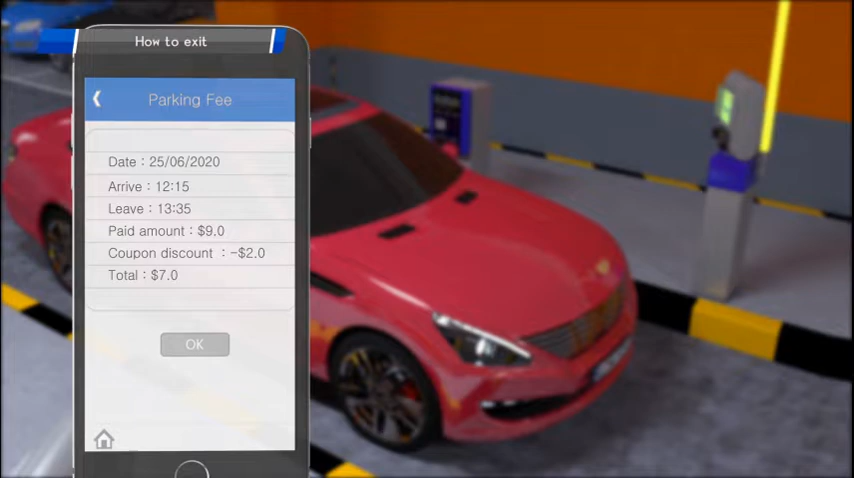 How to exit
Parking Fee
Date : 25/06/2020
Arrive : 12:15
Leave : 13:35
Paid amount : $9.0
Coupon discount : -$2.0
Total : $7.0
OK